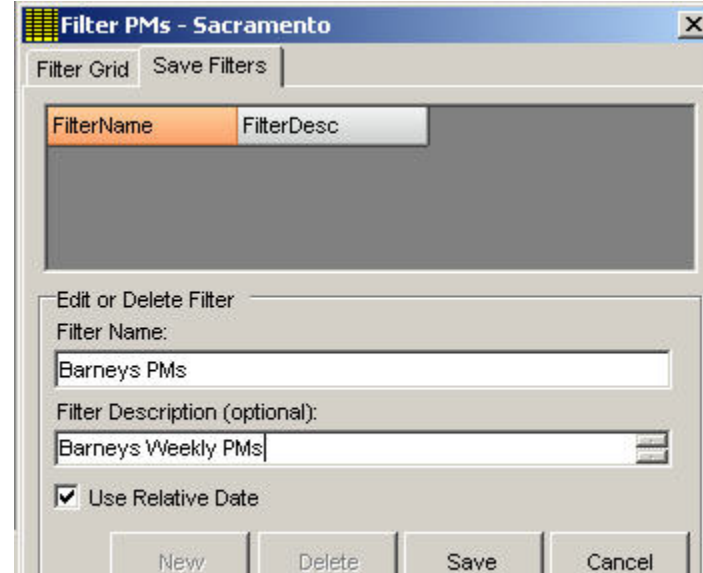 Filter PMs - Sacramento
Filter Grid Save Filters
FilterName FilterDesc
Edit or Delete Filter
Filter Name:
Barneys PMs
Filter Description (optional):
Barneys Weekly PMs
Use Relative Date
New Delete Save Cancel